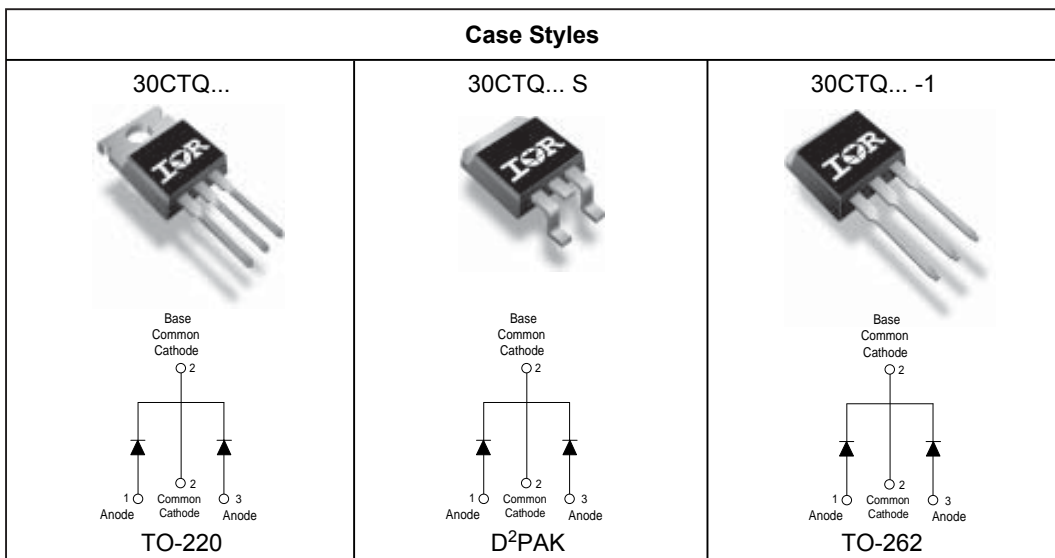 Case Styles
30CTQ...
IOR
Base
Common
Cathode
2
1
2
3
Anode
Common
Cathode
Anode
TO-220
30CTQ... S
IOR
Base
Common
Cathode
2
1
2
3
Anode
Common
Cathode
Anode
D²PAK
30CTQ... -1
IOR
Base
Common
Cathode
2
1
2
3
Anode
Common
Cathode
Anode
TO-262